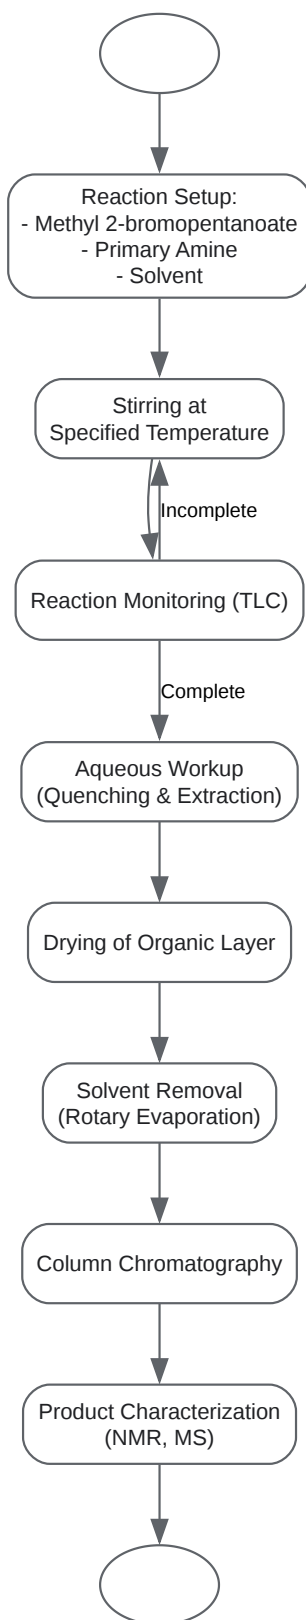 Reaction Setup:
- Methyl 2-bromopentanoate
- Primary Amine
- Solvent
Stirring at
Specified Temperature
Incomplete
Reaction Monitoring (TLC)
Complete
Aqueous Workup
(Quenching & Extraction)
Drying of Organic Layer
Solvent Removal
(Rotary Evaporation)
Column Chromatography
Product Characterization
(NMR, MS)